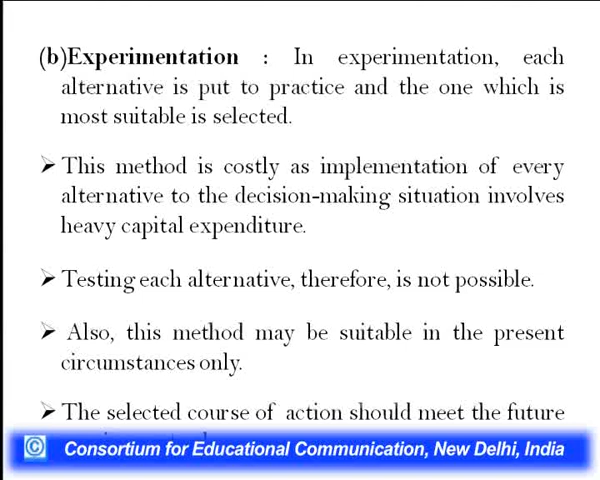 (b)Experimentation : In experimentation, each
alternative is put to practice and the one which is
most suitable is selected.
➢ This method is costly as implementation of every
alternative to the decision-making situation involves
heavy capital expenditure.
➢ Testing each alternative, therefore, is not possible.
➢ Also, this method may be suitable in the present
circumstances only.
➢ The selected course of action should meet the future
© Consortium for Educational Communication, New Delhi, India